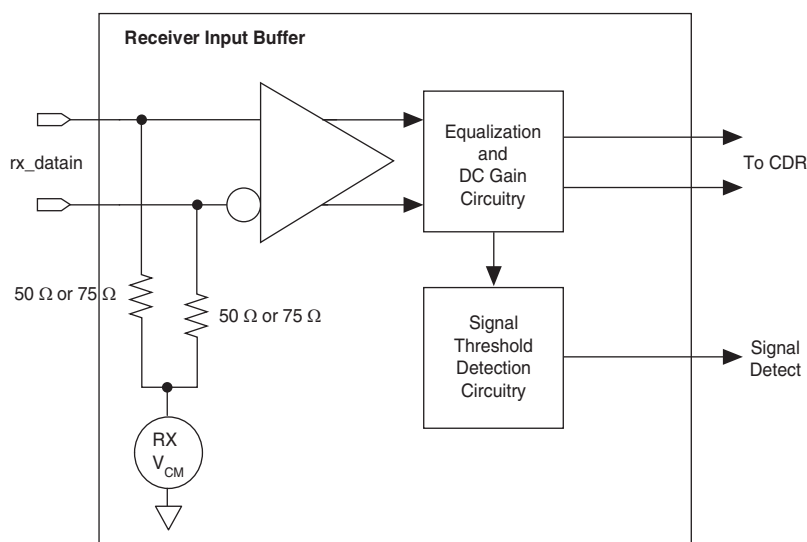 Receiver Input Buffer
rx_datain
Equalization
and
DC Gain
Circuitry
To CDR
50 Ω or 75 Ω
50 Ω or 75 Ω
Signal
Threshold
Detection
Circuitry
Signal
Detect
RX
V_CM